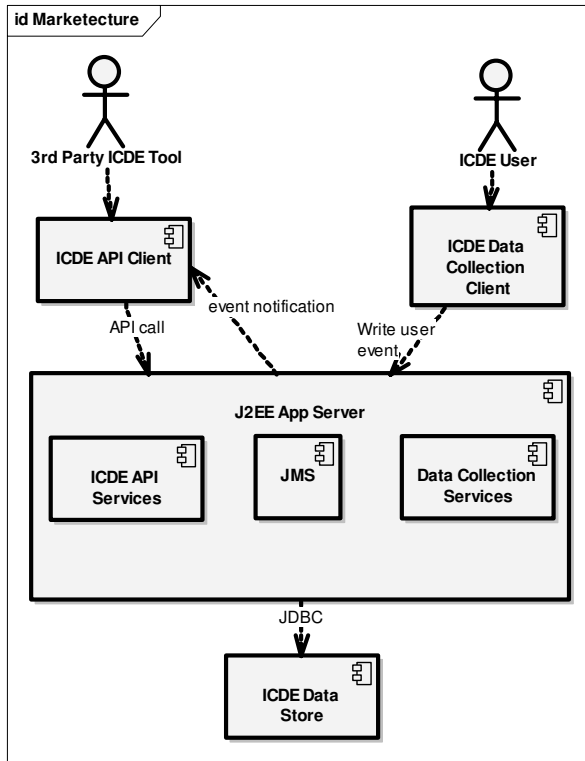 id Marketecture
3rd Party ICDE Tool
ICDE User
ICDE API Client
ICDE Data
Collection
Client
event notification
API call
Write user
event
J2EE App Server
ICDE API
Services
JMS
Data Collection
Services
JDBC
ICDE Data
Store